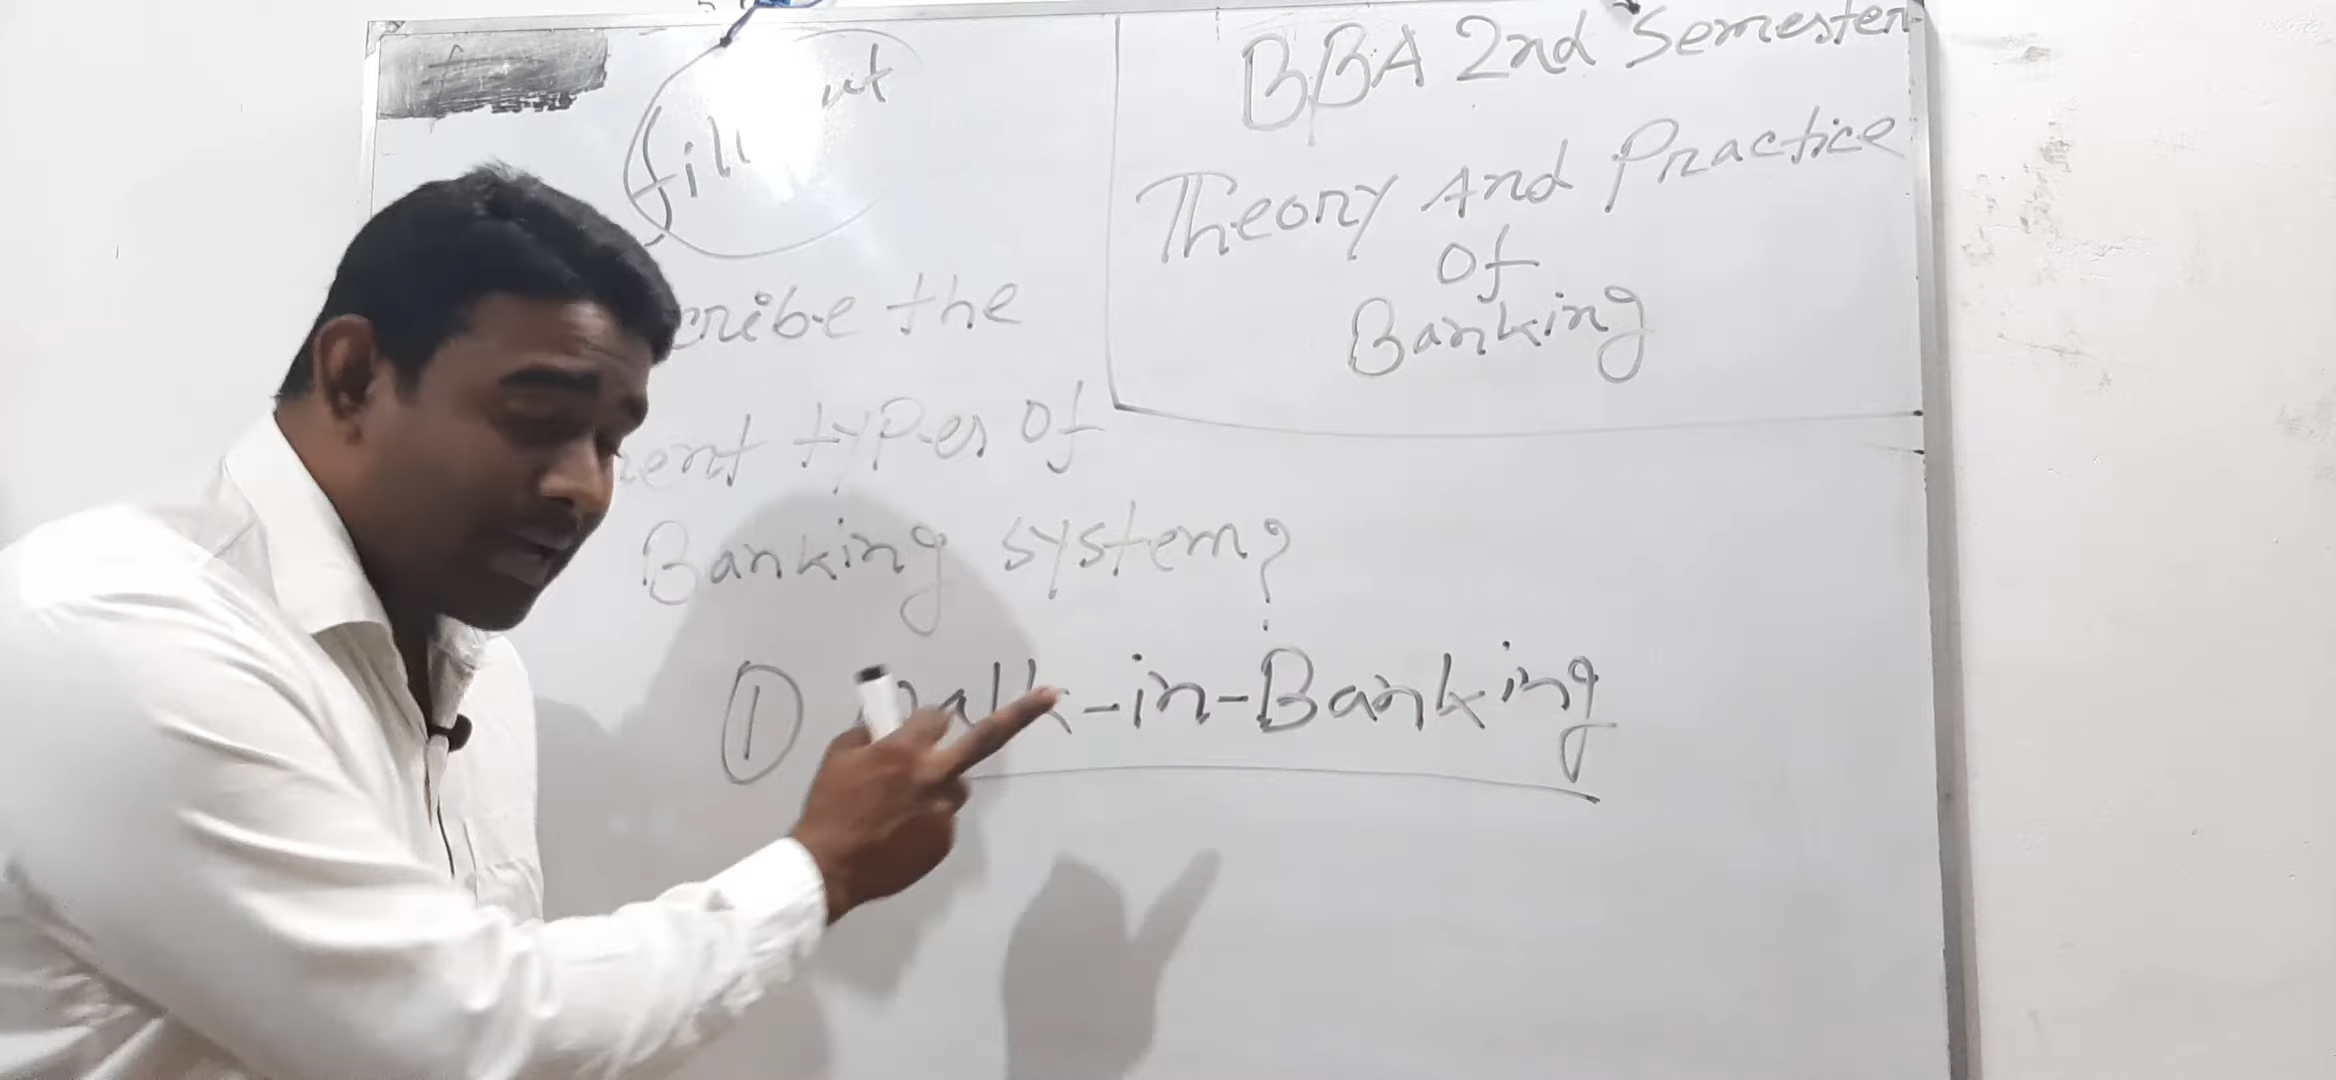 BBA 2nd Semester
Theory And Practice
Of
Banking
fill
cribe the
ent types of
Banking system?
① Walk-in-Banking